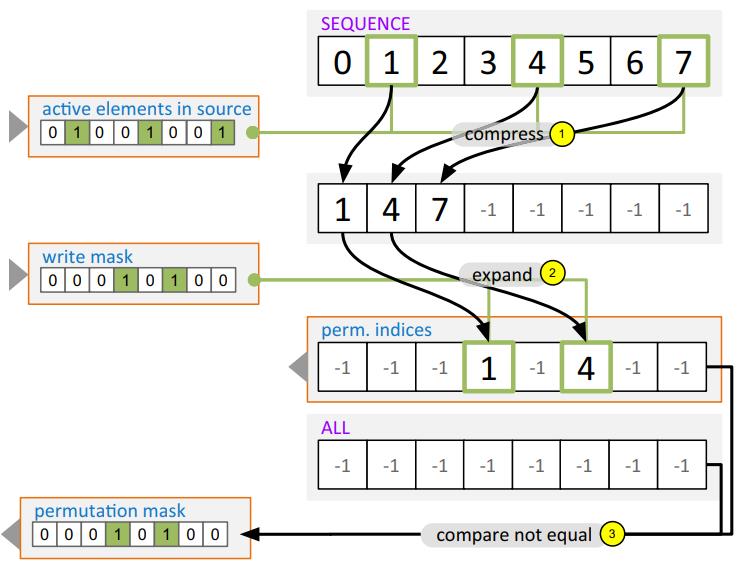 SEQUENCE
0 1 2 3 4 5 6 7
active elements in source
0 1 0 0 1 0 0 1
compress 1
1 4 7 -1 -1 -1 -1 -1
write mask
0 0 0 1 0 1 0 0
expand 2
perm. indices
-1 -1 -1 1 -1 4 -1 -1
ALL
-1 -1 -1 -1 -1 -1 -1 -1
permutation mask
0 0 0 1 0 1 0 0
compare not equal 3